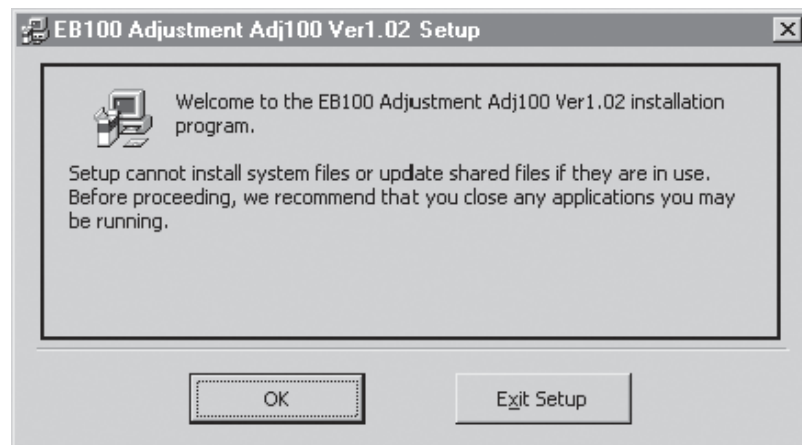 EB100 Adjustment Adj100 Ver1.02 Setup
Welcome to the EB100 Adjustment Adj100 Ver1.02 installation
program.
Setup cannot install system files or update shared files if they are in use.
Before proceeding, we recommend that you close any applications you may
be running.
OK
Exit Setup